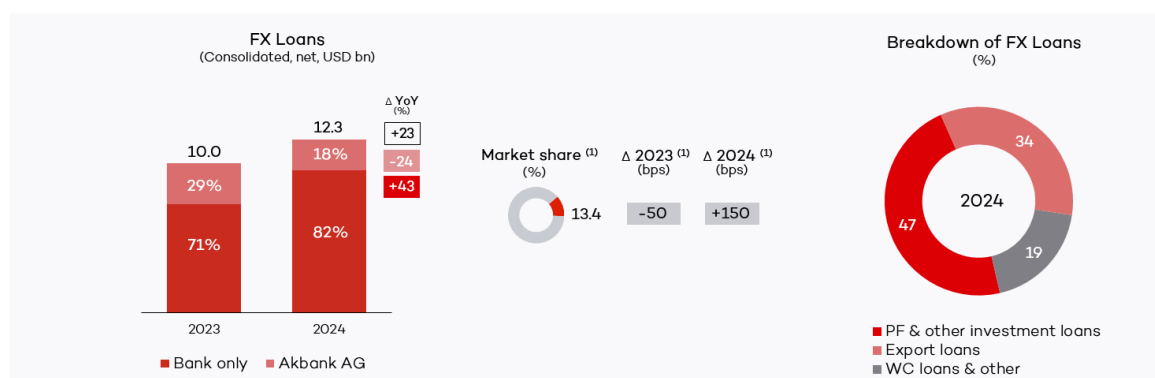 FX Loans
(Consolidated, net, USD bn)
Δ YoY
(%)
10.0
12.3
+23
29%
18%
-24
71%
82%
+43
2023
2024
Bank only
Akbank AG
Market share (1)
(%)
13.4
Δ 2023 (1)
(bps)
-50
Δ 2024 (1)
(bps)
+150
Breakdown of FX Loans
(%)
34
2024
47
19
PF & other investment loans
Export loans
WC loans & other